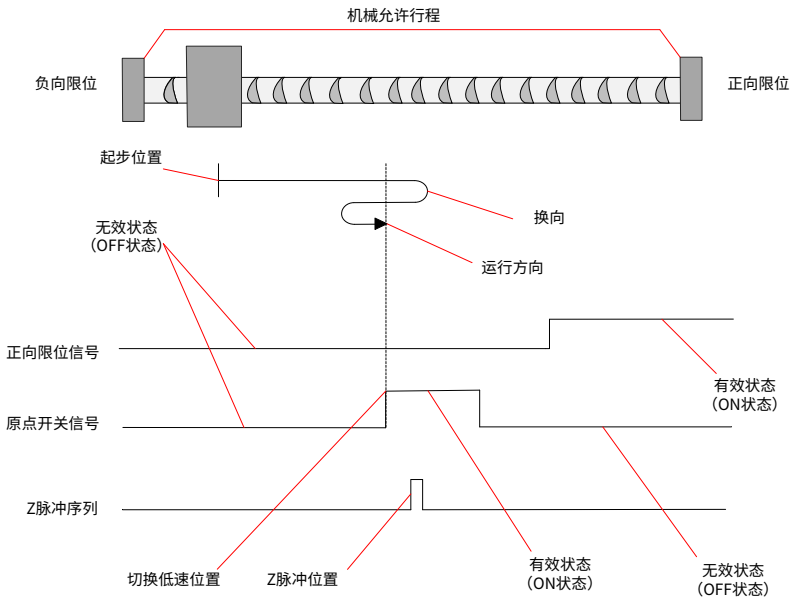 机械允许行程
负向限位
正向限位
起步位置
换向
无效状态
(OFF状态)
运行方向
正向限位信号
有效状态
(ON状态)
原点开关信号
Z脉冲序列
切换低速位置
Z脉冲位置
有效状态
(ON状态)
无效状态
(OFF状态)